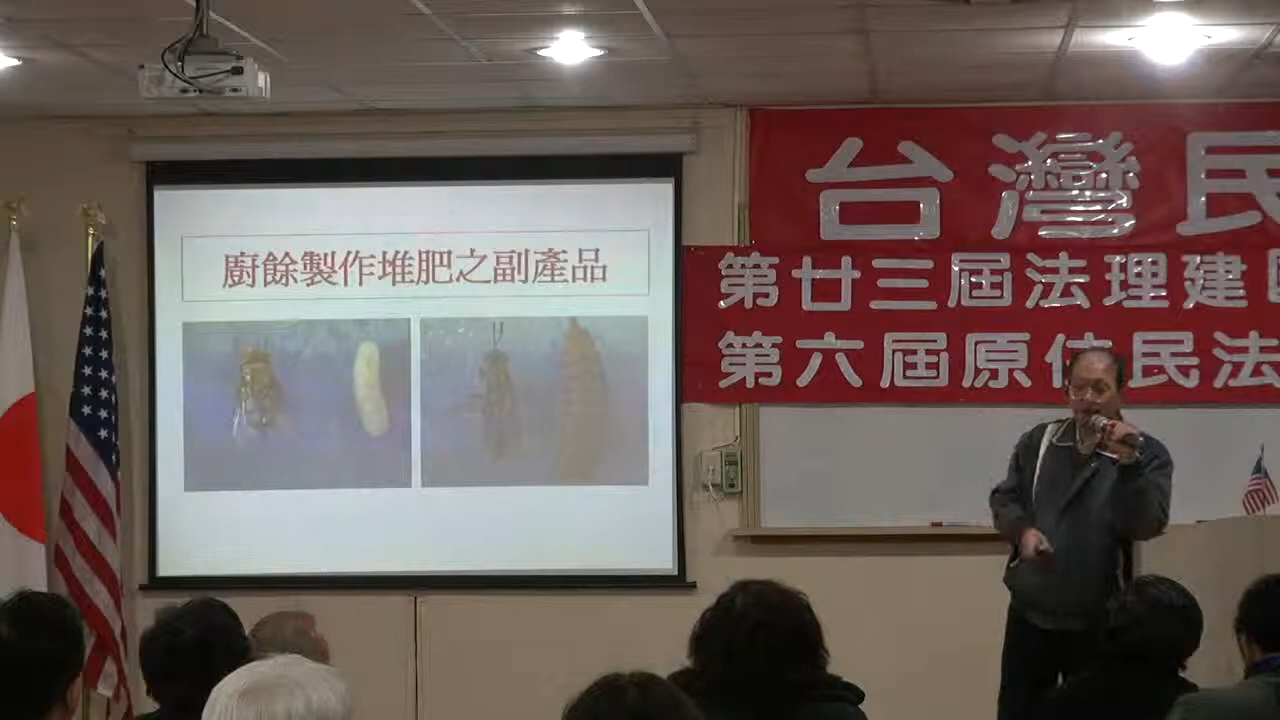 廚餘製作堆肥之副產品
台灣民
第廿三屆法理建
第六屆原住民法